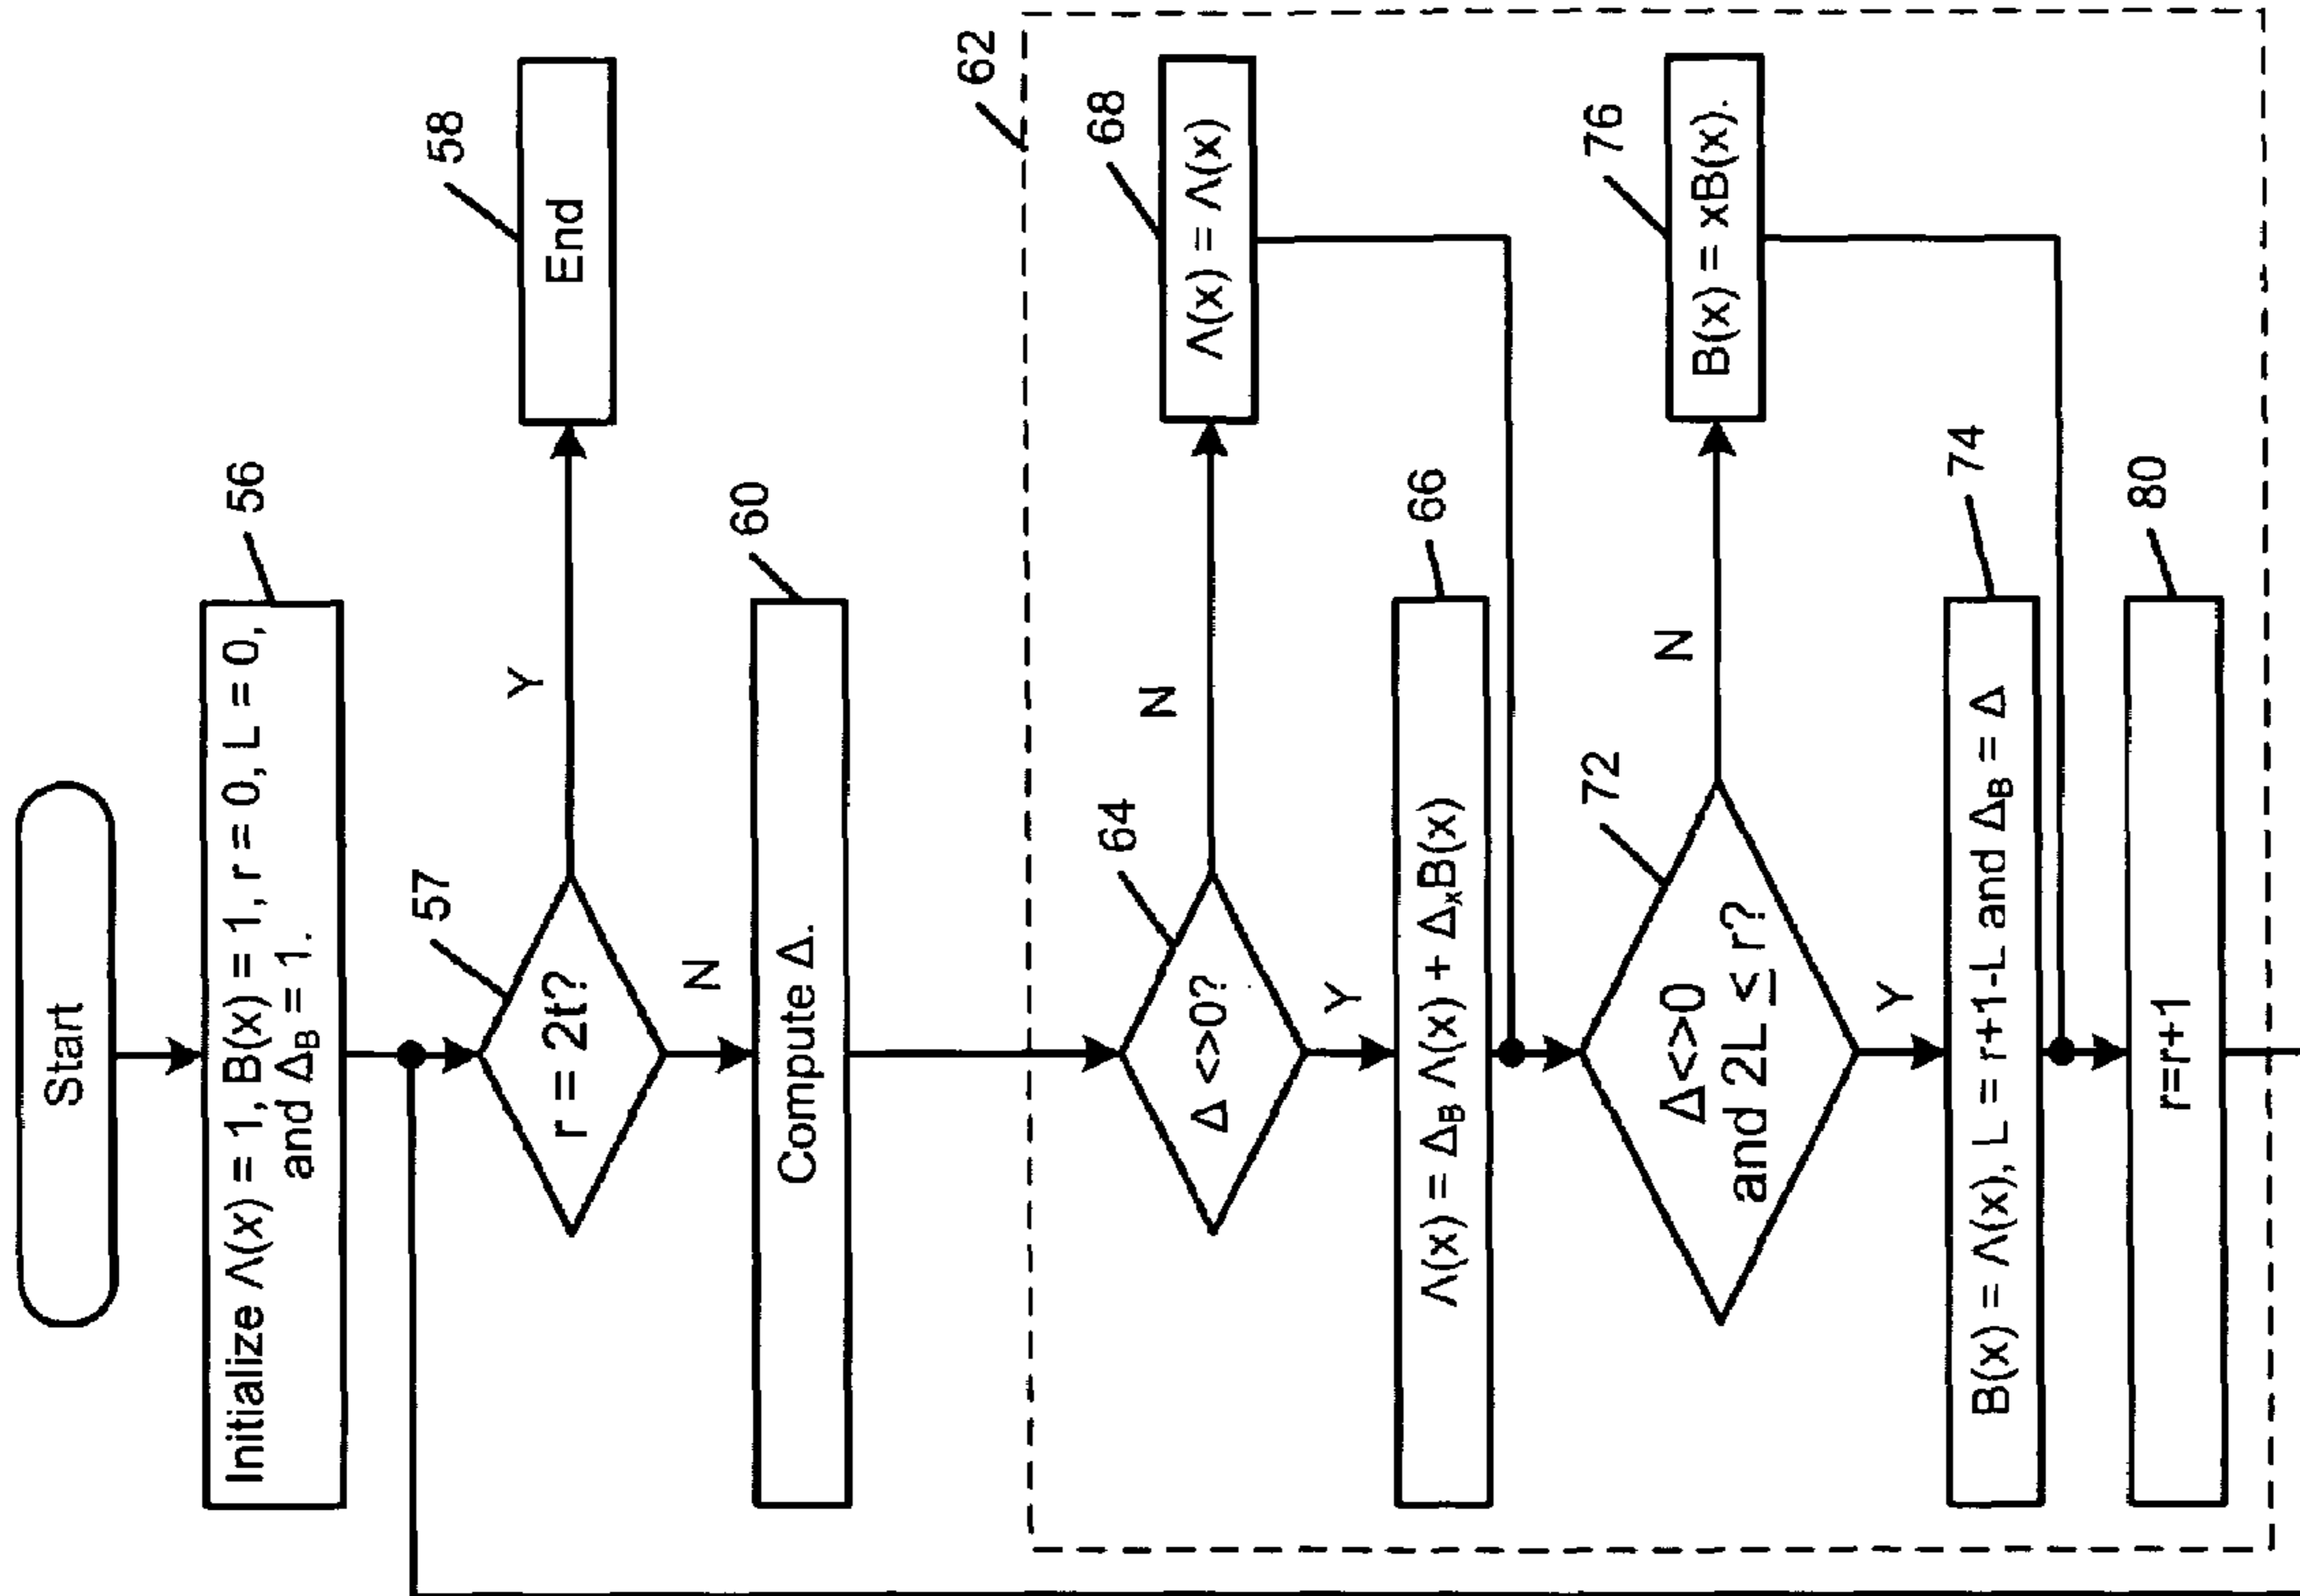 Start
Initialize Λ(x) = 1, B(x) = 1, r = 0, L = 0,
and Δ_B = 1.
56
57
r = 2t?
Y
End
58
N
60
Compute Δ.
62
64
Δ <>0?
N
Λ(x) = Λ(x)
68
Y
66
Λ(x) = Δ_B Λ(x) + Δ_xB(x)
72
Δ<>0
and 2L ≤ r?
N
B(x) = xB(x).
76
Y
74
B(x) = Λ(x), L = r+1-L and Δ_B = Δ
80
r=r+1